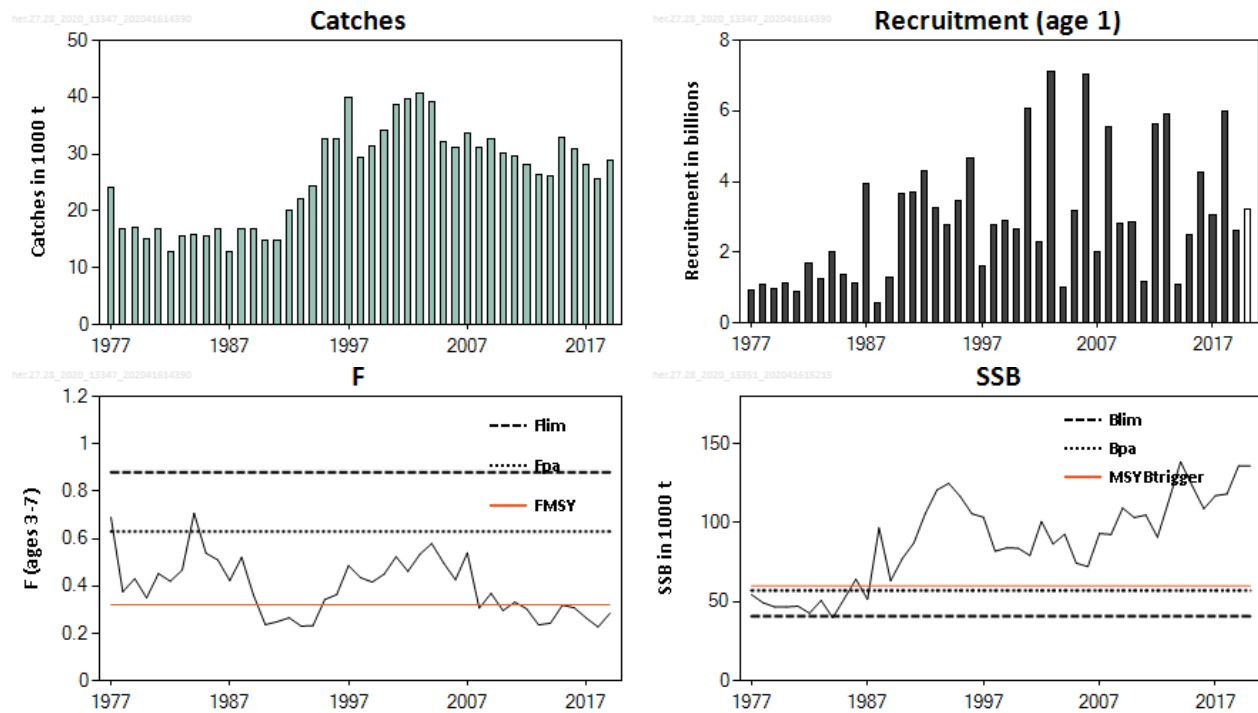 her.27.28_2020_13347_202041614390
Catches
Catches in 1000 t
50
40
30
20
10
0
1977 1987 1997 2007 2017
her.27.28_2020_13347_202041614390
Recruitment (age 1)
Recruitment in billions
8
6
4
2
0
1977 1987 1997 2007 2017
her.27.28_2020_13347_202041614390
F
F (ages 3-7)
1.2
1
0.8
0.6
0.4
0.2
0
Flim
Fpa
FMSY
1977 1987 1997 2007 2017
her.27.28_2020_13351_202041615215
SSB
SSB in 1000 t
150
100
50
0
Blim
Bpa
MSYBtrigger
1977 1987 1997 2007 2017